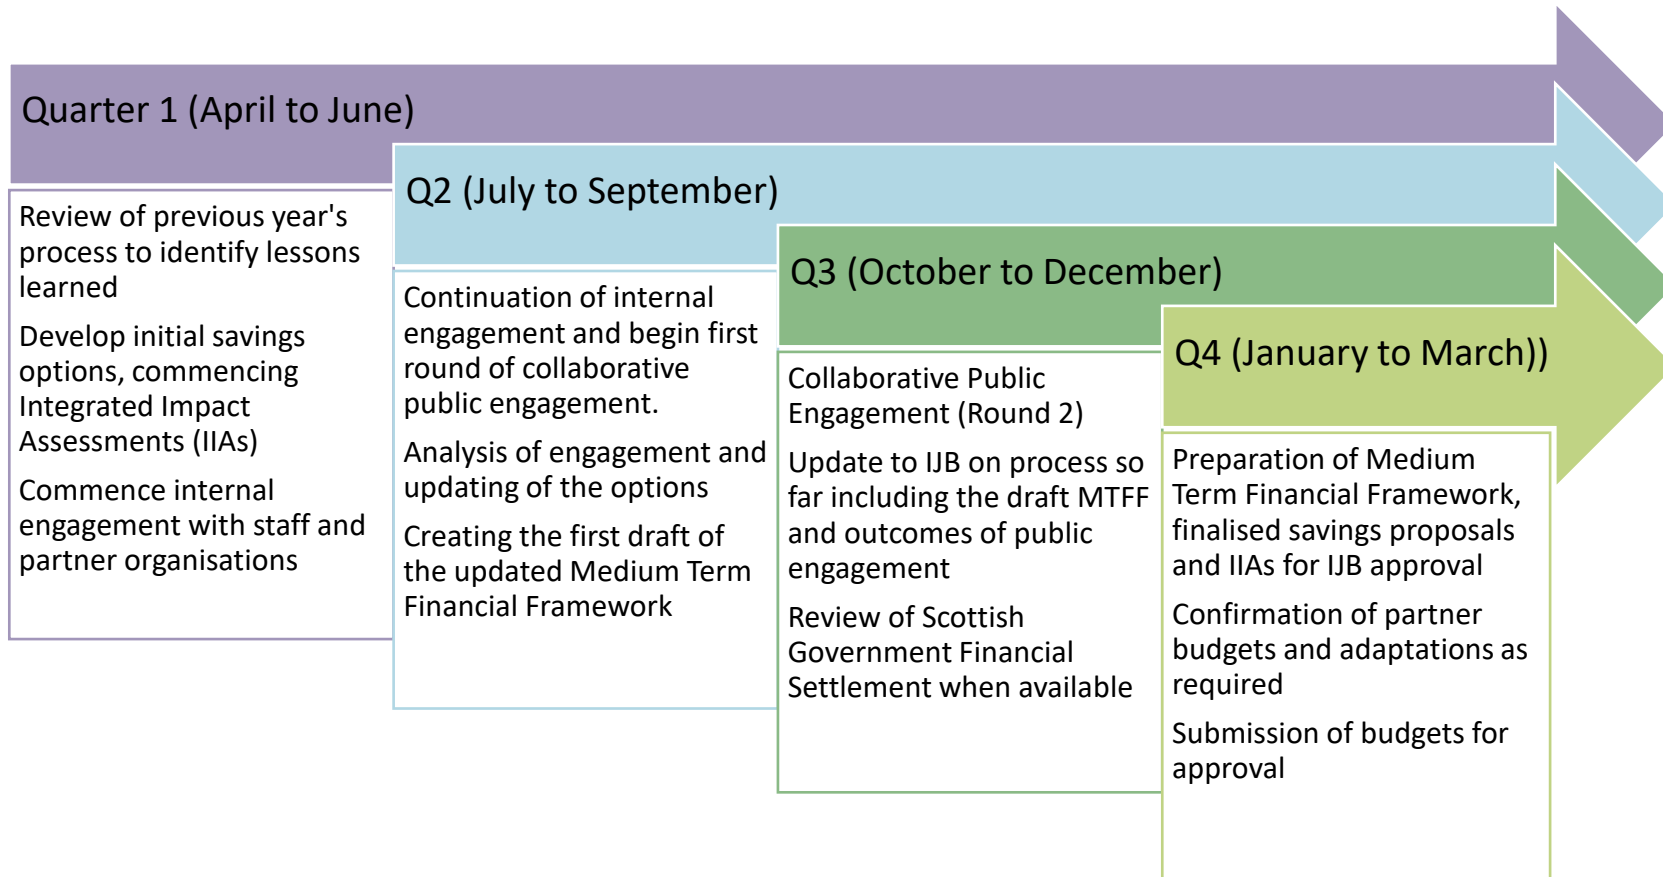 Quarter 1 (April to June)
Review of previous year's
process to identify lessons
learned
Develop initial savings
options, commencing
Integrated Impact
Assessments (IIAs)
Commence internal
engagement with staff and
partner organisations
Q2 (July to September)
Continuation of internal
engagement and begin first
round of collaborative
public engagement.
Analysis of engagement and
updating of the options
Creating the first draft of
the updated Medium Term
Financial Framework
Q3 (October to December)
Collaborative Public
Engagement (Round 2)
Update to IJB on process so
far including the draft MTFF
and outcomes of public
engagement
Review of Scottish
Government Financial
Settlement when available
Q4 (January to March))
Preparation of Medium
Term Financial Framework,
finalised savings proposals
and IIAs for IJB approval
Confirmation of partner
budgets and adaptations as
required
Submission of budgets for
approval